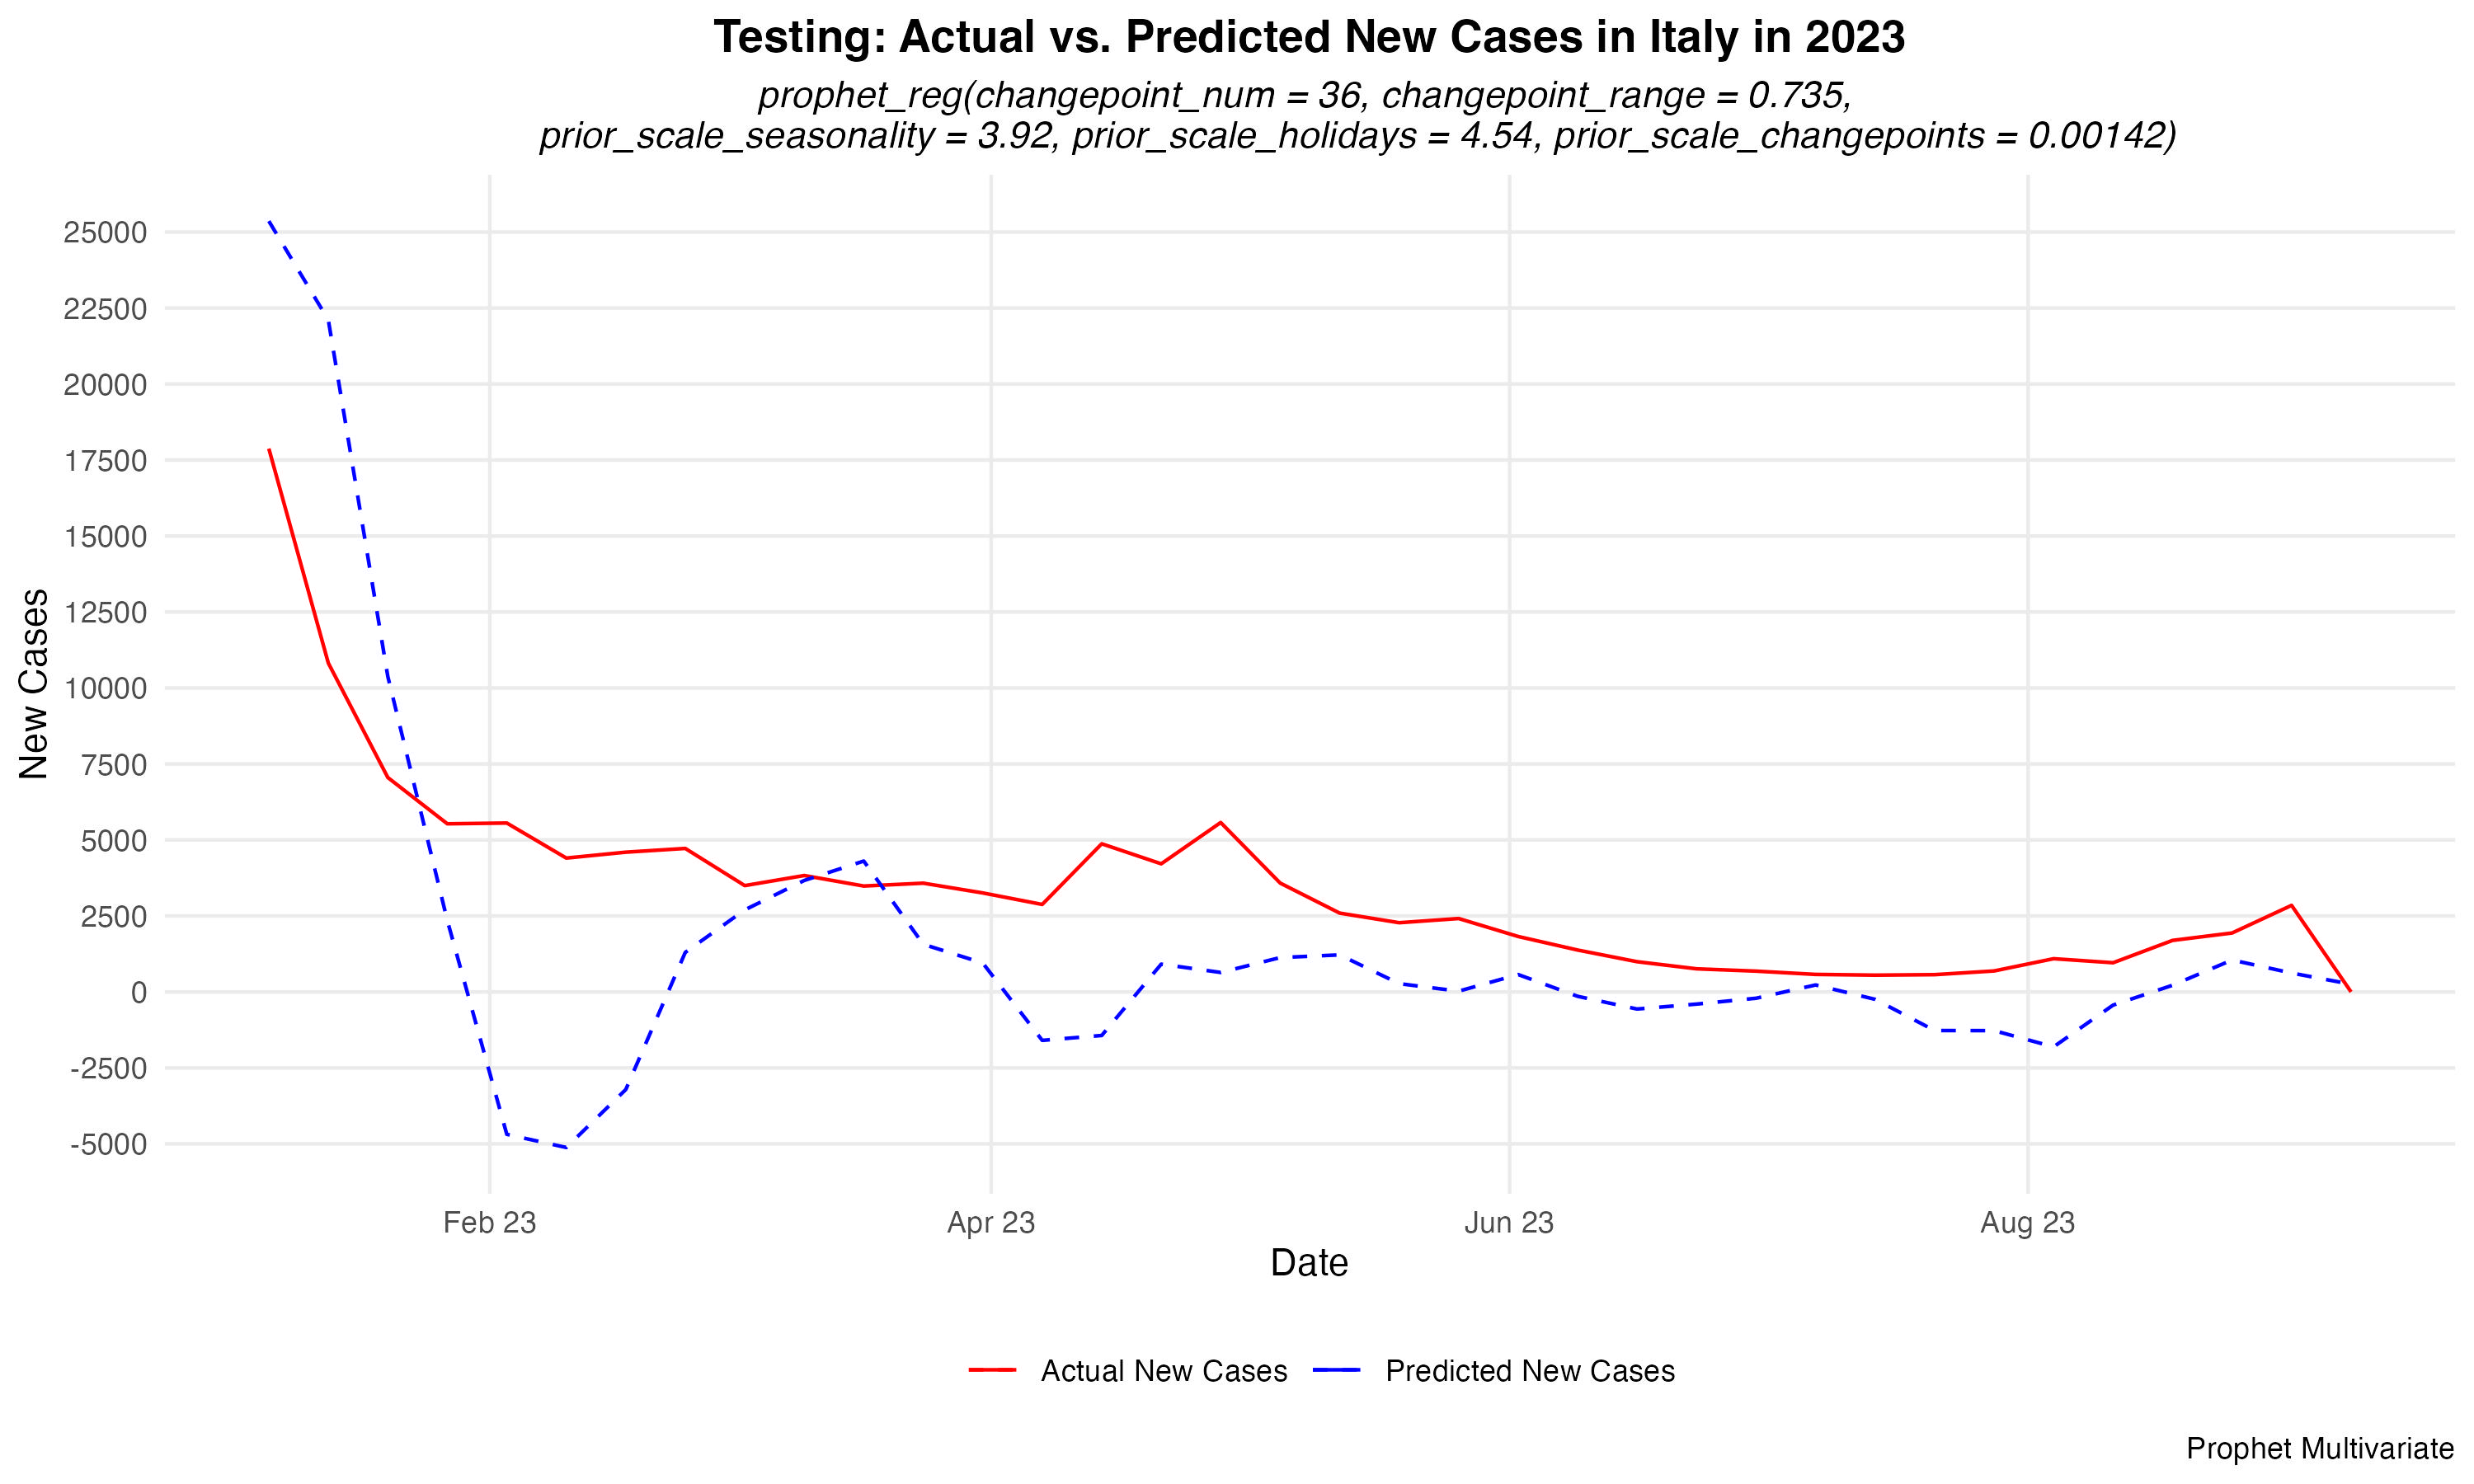 Testing: Actual vs. Predicted New Cases in Italy in 2023
prophet_reg(changepoint_num = 36, changepoint_range = 0.735,
prior_scale_seasonality = 3.92, prior_scale_holidays = 4.54, prior_scale_changepoints = 0.00142)
New Cases
25000
22500
20000
17500
15000
12500
10000
7500
5000
2500
0
-2500
-5000
Feb 23
Apr 23
Jun 23
Aug 23
Date
Actual New Cases
Predicted New Cases
Prophet Multivariate